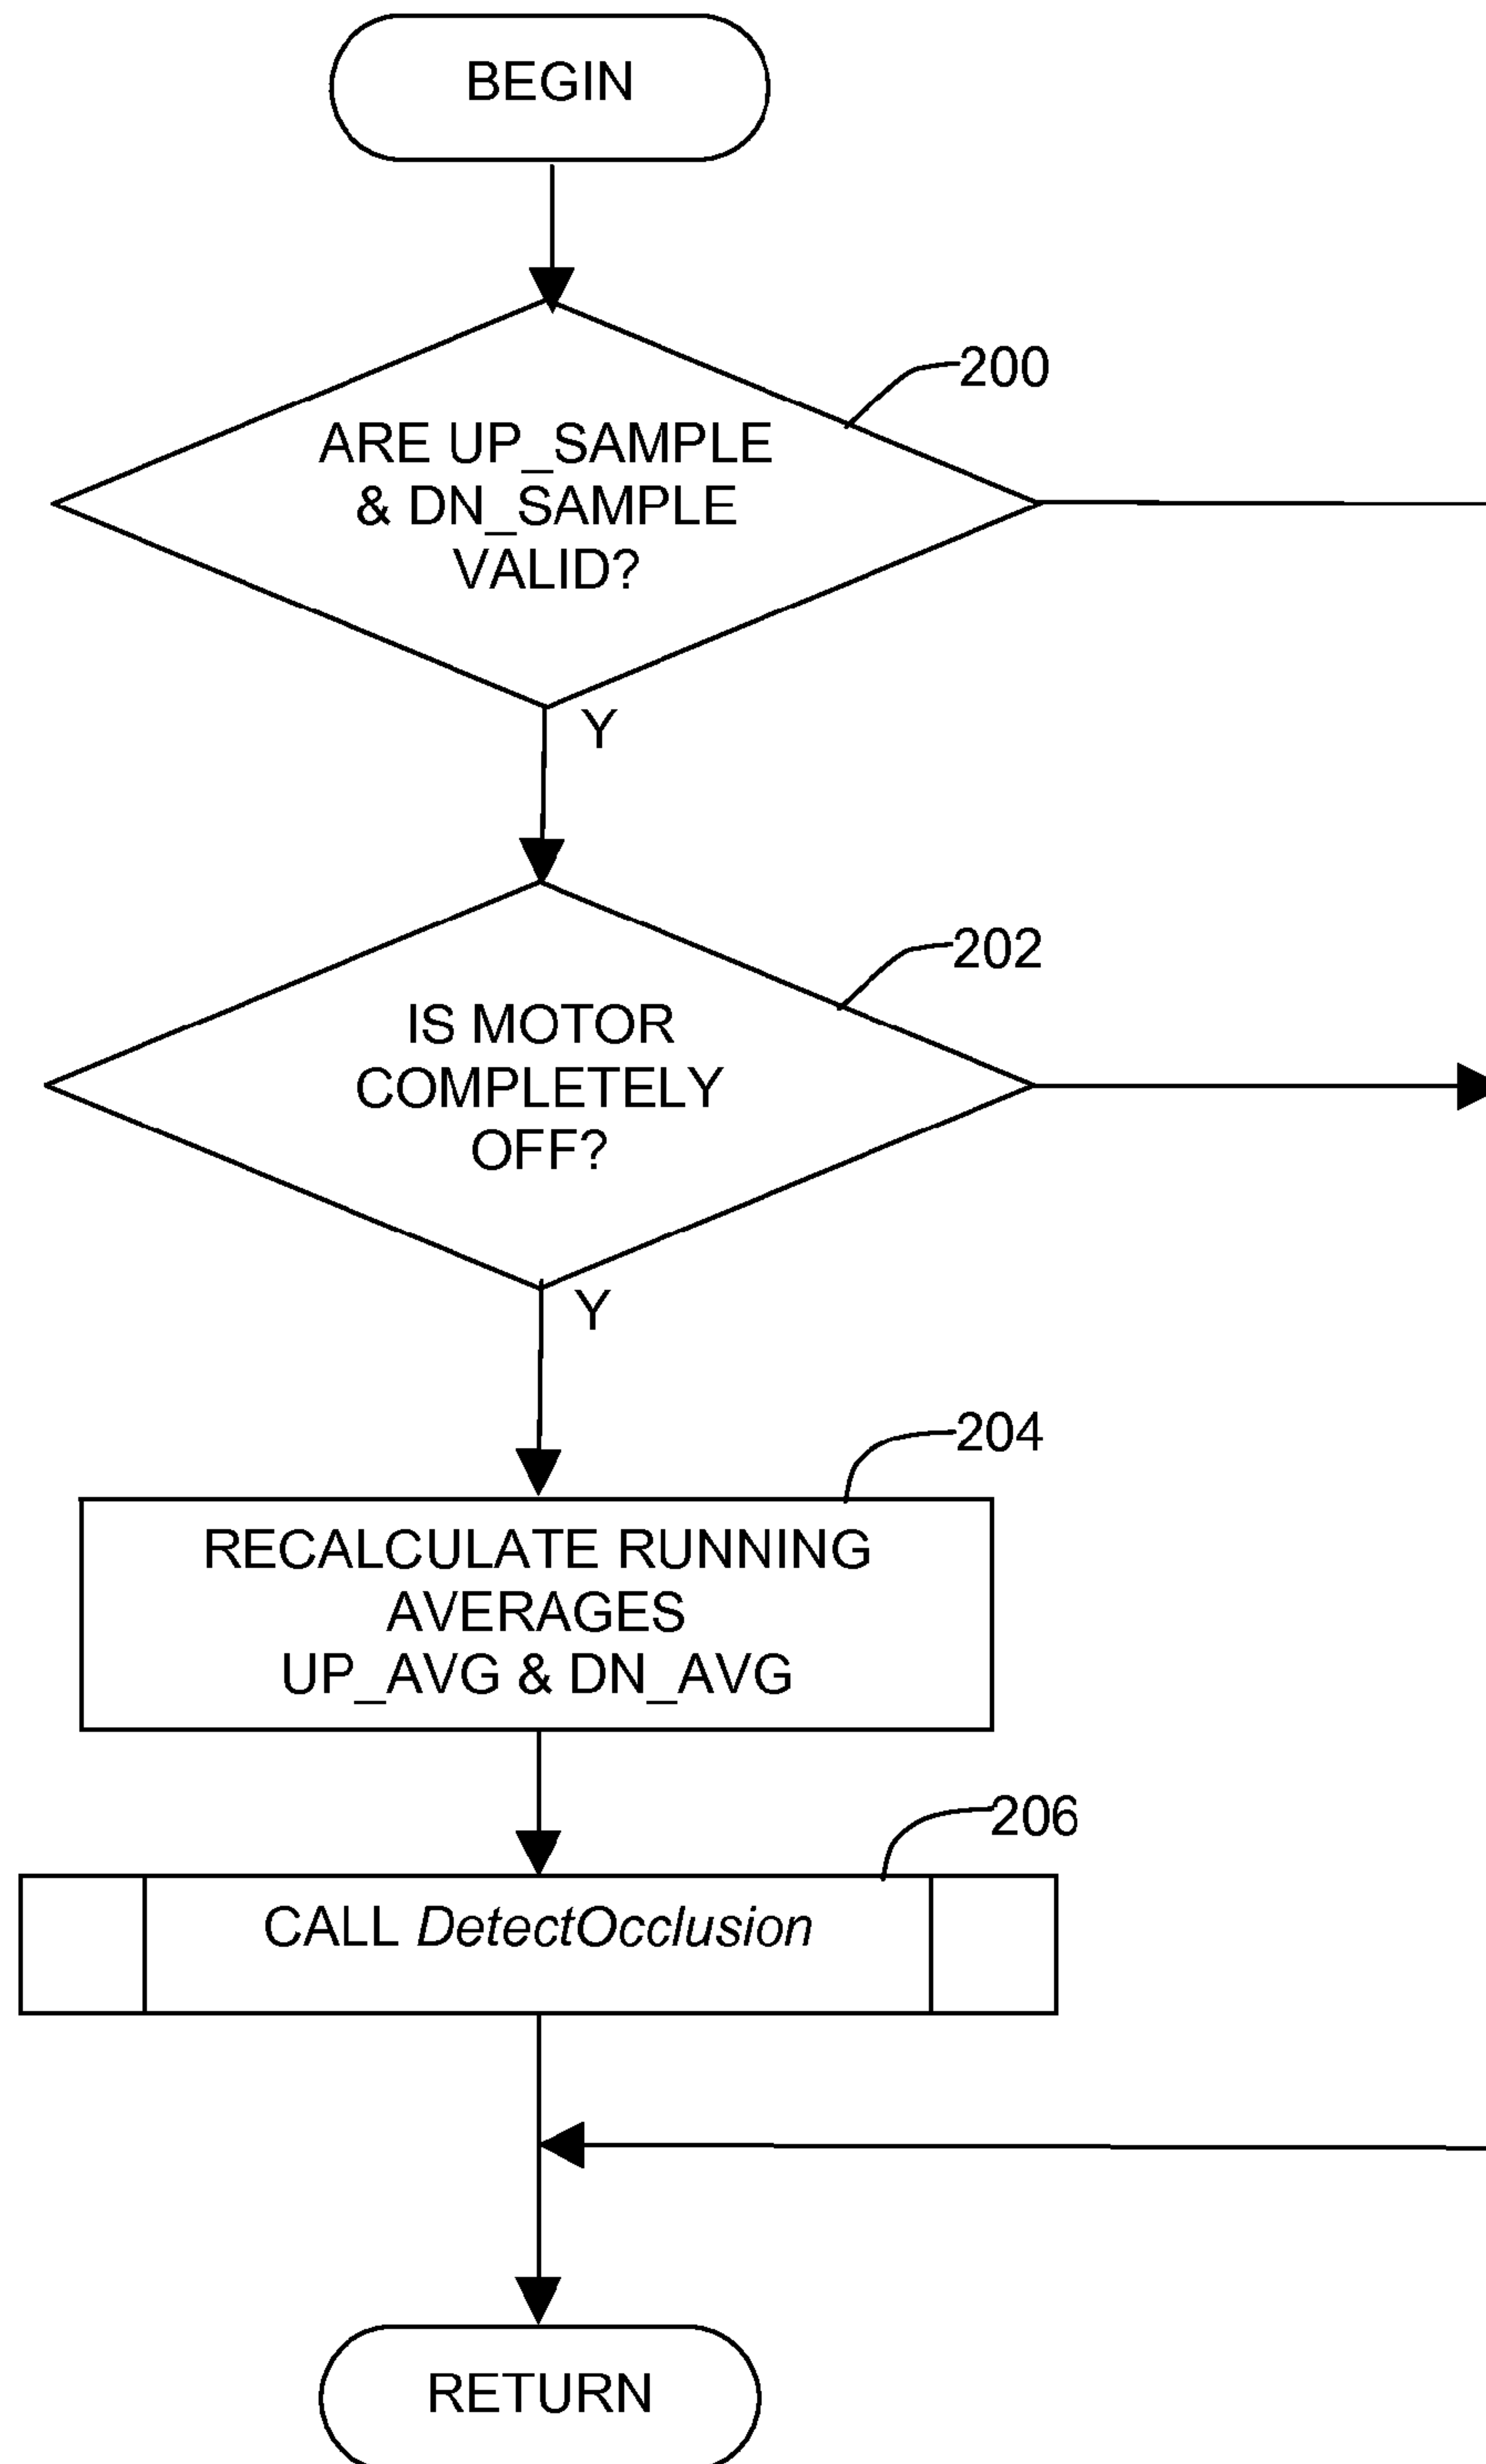 BEGIN
200
ARE UP_SAMPLE
& DN_SAMPLE
VALID?
Y
202
IS MOTOR
COMPLETELY
OFF?
Y
204
RECALCULATE RUNNING
AVERAGES
UP_AVG & DN_AVG
206
CALL DetectOcclusion
RETURN